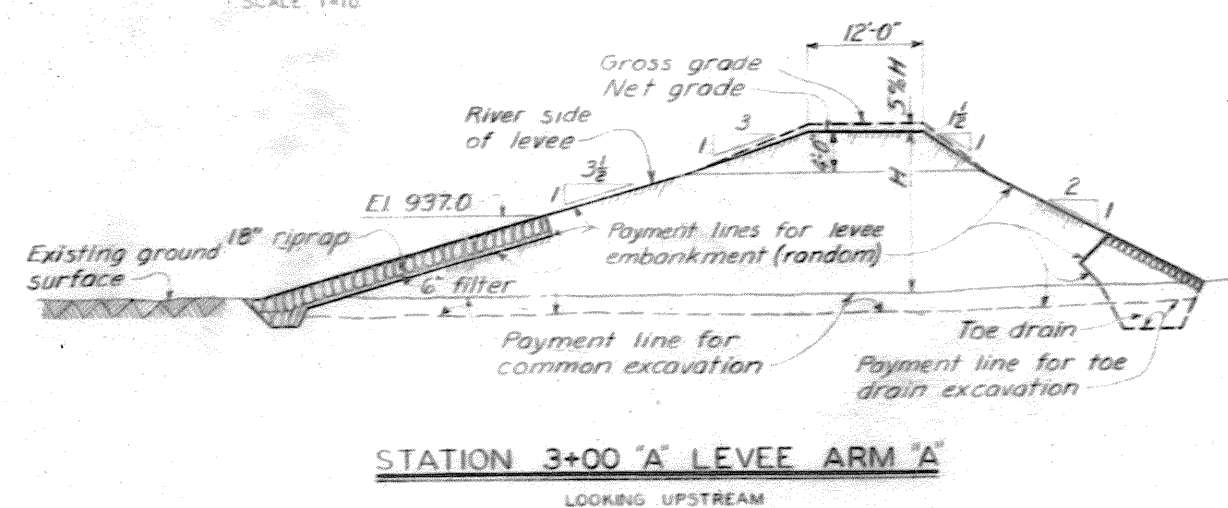 SCALE 1"=10'
12'-0"
Gross grade
Net grade
5%H
River side
of levee
1
3
1
3½
1½
1
H
2
1
El. 937.0
Existing ground
surface
18" riprap
6" filter
Payment lines for levee
embankment (random)
Payment line for
common excavation
Toe drain
Payment line for toe
drain excavation
STATION 3+00 "A" LEVEE ARM "A"
LOOKING UPSTREAM